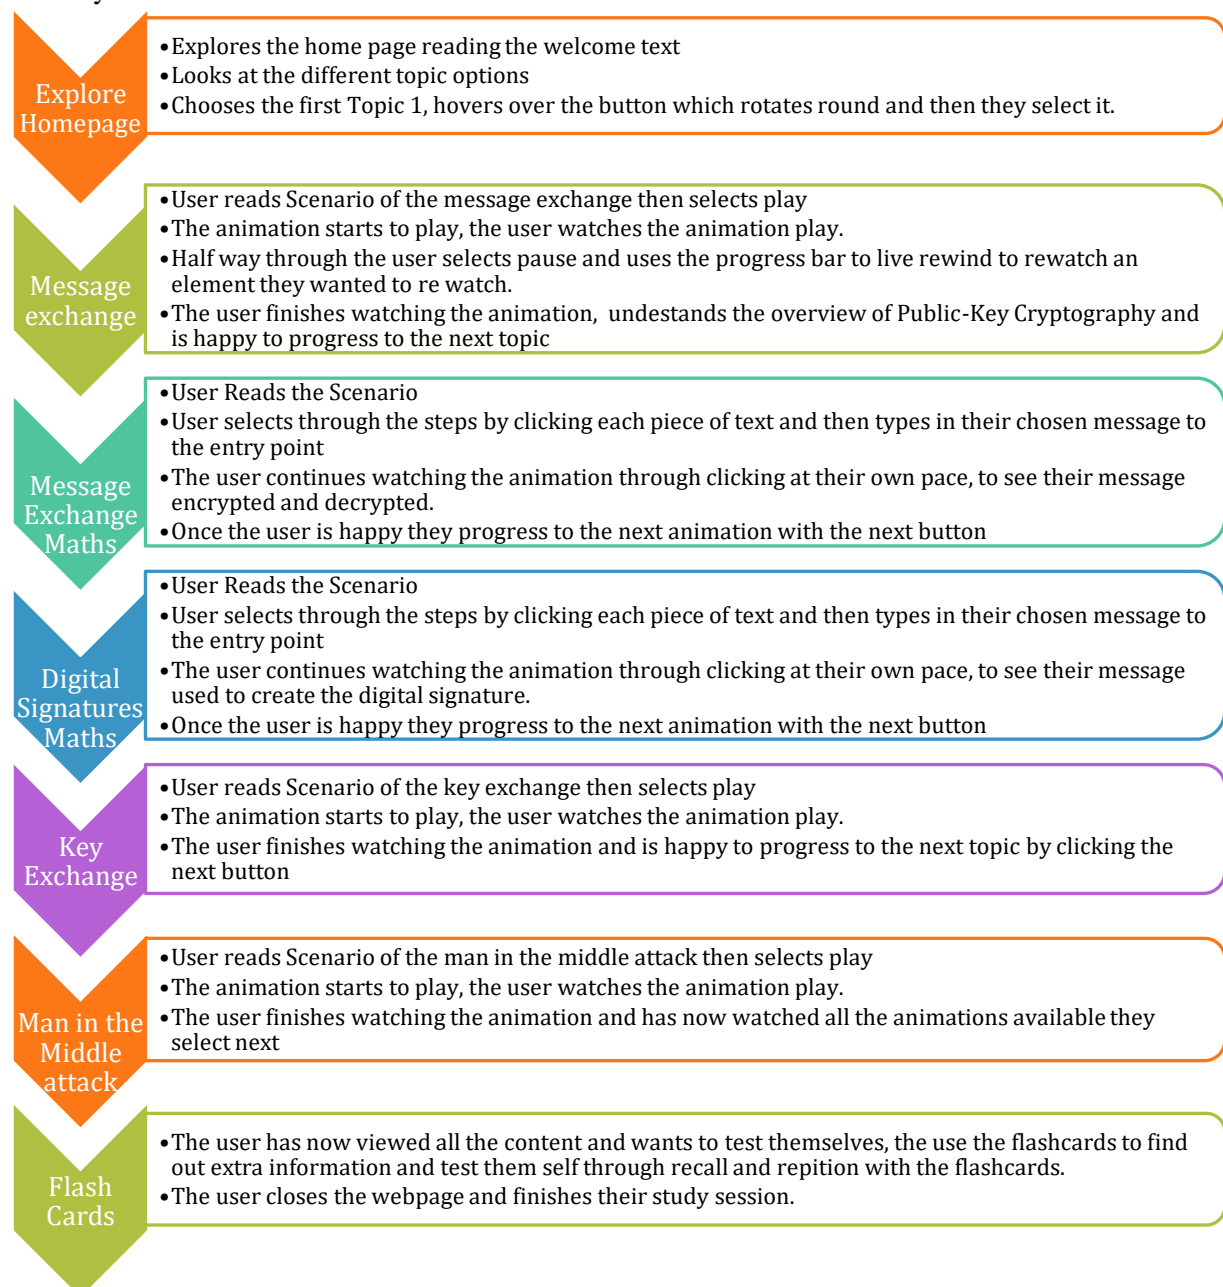 Explore
Homepage
•Explores the home page reading the welcome text
•Looks at the different topic options
•Chooses the first Topic 1, hovers over the button which rotates round and then they select it.
Message
exchange
•User reads Scenario of the message exchange then selects play
•The animation starts to play, the user watches the animation play.
•Half way through the user selects pause and uses the progress bar to live rewind to rewatch an
element they wanted to re watch.
•The user finishes watching the animation, undestands the overview of Public-Key Cryptography and
is happy to progress to the next topic
Message
Exchange
Maths
•User Reads the Scenario
•User selects through the steps by clicking each piece of text and then types in their chosen message to
the entry point
•The user continues watching the animation through clicking at their own pace, to see their message
encrypted and decrypted.
•Once the user is happy they progress to the next animation with the next button
Digital
Signatures
Maths
•User Reads the Scenario
•User selects through the steps by clicking each piece of text and then types in their chosen message to
the entry point
•The user continues watching the animation through clicking at their own pace, to see their message
used to create the digital signature.
•Once the user is happy they progress to the next animation with the next button
Key
Exchange
•User reads Scenario of the key exchange then selects play
•The animation starts to play, the user watches the animation play.
•The user finishes watching the animation and is happy to progress to the next topic by clicking the
next button
Man in the
Middle
attack
•User reads Scenario of the man in the middle attack then selects play
•The animation starts to play, the user watches the animation play.
•The user finishes watching the animation and has now watched all the animations available they
select next
Flash
Cards
•The user has now viewed all the content and wants to test themselves, the use the flashcards to find
out extra information and test them self through recall and repition with the flashcards.
•The user closes the webpage and finishes their study session.